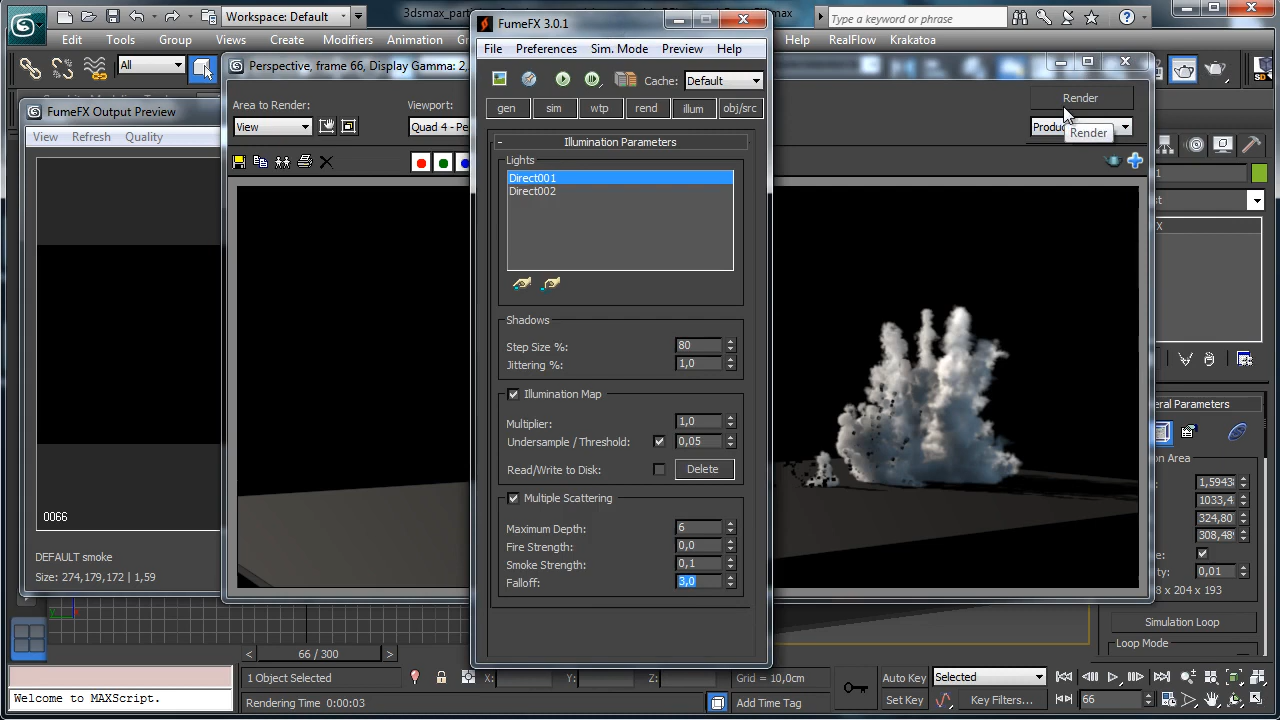 Workspace: Default
3dsmax_parti
max
Type a keyword or phrase
FumeFX 3.0.1
Edit Tools Group Views Create Modifiers Animation
Help RealFlow Krakatoa
File Preferences Sim. Mode Preview Help
All
Perspective, frame 66, Display Gamma: 2,
Cache: Default
Area to Render:
Viewport:
View
Quad 4 - Pe
Render
Produ
Render
gen sim wtp rend illum obj/src
FumeFX Output Preview
View Refresh Quality
Illumination Parameters
Lights
Direct001
Direct002
Shadows
Step Size %: 80
Jittering %: 1,0
Illumination Map
Multiplier: 1,0
Undersample / Threshold: 0,05
Read/Write to Disk: Delete
Multiple Scattering
Maximum Depth: 6
Fire Strength: 0,0
Smoke Strength: 0,1
Falloff: 3,0
0066
DEFAULT smoke
Size: 274,179,172 | 1,59
eral Parameters
on Area
1,5943
1033,4
324,80
308,48
0,01
3 x 204 x 193
Simulation Loop
Loop Mode
66 / 300
1 Object Selected
X: Y: Z:
Grid = 10,0cm
Auto Key
Selected
Welcome to MAXScript.
Rendering Time 0:00:03
Add Time Tag
Set Key
Key Filters...
66